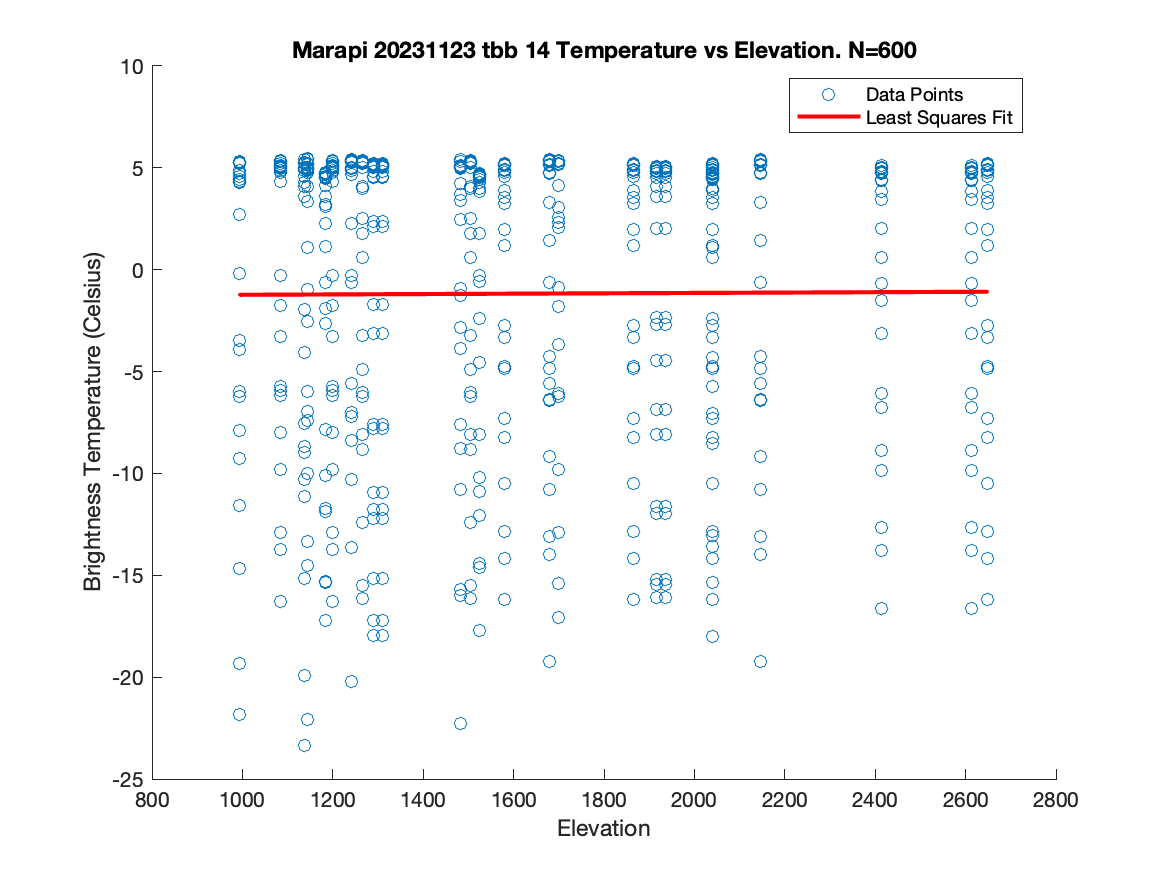 Marapi 20231123 tbb 14 Temperature vs Elevation. N=600
Data Points
Least Squares Fit
10
5
0
-5
-10
-15
-20
-25
Brightness Temperature (Celsius)
800 1000 1200 1400 1600 1800 2000 2200 2400 2600 2800
Elevation